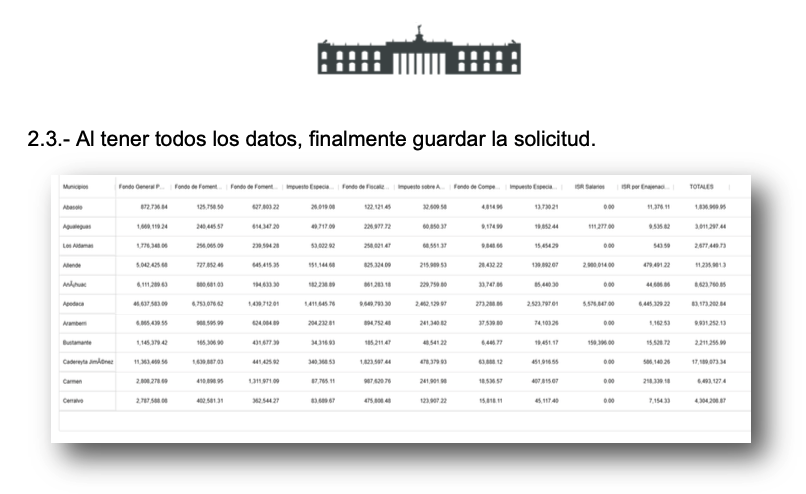 2.3.- Al tener todos los datos, finalmente guardar la solicitud.
Municipios Fondo General P... Fondo de Foment... Fondo de Foment... Impuesto Especia... Fondo de Fiscaliz... Impuesto sobre A... Fondo de Compe... Impuesto Especia... ISR Salarios ISR por Enajenaci... TOTALES
Abasolo 872,736.84 125,758.50 627,803.22 26,019.08 122,121.45 32,609.58 4,814.96 13,730.21 0.00 11,376.11 1,836,969.95
Agualeguas 1,669,119.24 240,445.57 614,347.20 49,717.09 226,977.72 60,850.37 9,174.99 19,852.44 111,277.00 9,535.82 3,011,297.44
Los Aldamas 1,776,348.06 256,065.09 239,594.28 53,022.92 258,021.47 68,551.37 9,848.66 15,454.29 0.00 543.59 2,677,449.73
Allende 5,042,425.68 727,852.46 645,415.35 151,144.68 825,324.09 215,989.53 28,432.22 139,892.07 2,980,014.00 479,491.22 11,235,981.3
AnÃ¡huac 6,111,289.63 880,681.03 194,633.30 182,238.89 861,283.18 229,759.80 33,747.86 85,440.30 0.00 44,686.86 8,623,760.85
Apodaca 46,637,583.09 6,753,076.62 1,439,712.01 1,411,645.76 9,649,793.30 2,462,129.97 273,288.86 2,523,797.01 5,576,847.00 6,445,329.22 83,173,202.84
Aramberri 6,865,439.55 988,595.99 624,084.89 204,232.81 894,752.48 241,340.82 37,539.80 74,103.26 0.00 1,162.53 9,931,252.13
Bustamante 1,145,379.42 165,306.90 431,677.39 34,316.93 185,211.47 48,541.22 6,446.77 19,451.17 159,396.00 15,528.72 2,211,255.99
Cadereyta JimÃ©nez 11,363,469.56 1,639,887.03 441,425.92 340,368.53 1,823,597.44 478,379.93 63,888.12 451,916.55 0.00 586,140.26 17,189,073.34
Carmen 2,808,278.69 410,898.95 1,311,971.09 87,765.11 967,620.76 241,901.98 18,536.57 407,815.07 0.00 218,339.18 6,493,127.4
Cerralvo 2,787,588.08 402,581.31 362,544.27 83,689.67 475,808.48 123,907.22 15,818.11 45,117.40 0.00 7,154.33 4,304,208.87